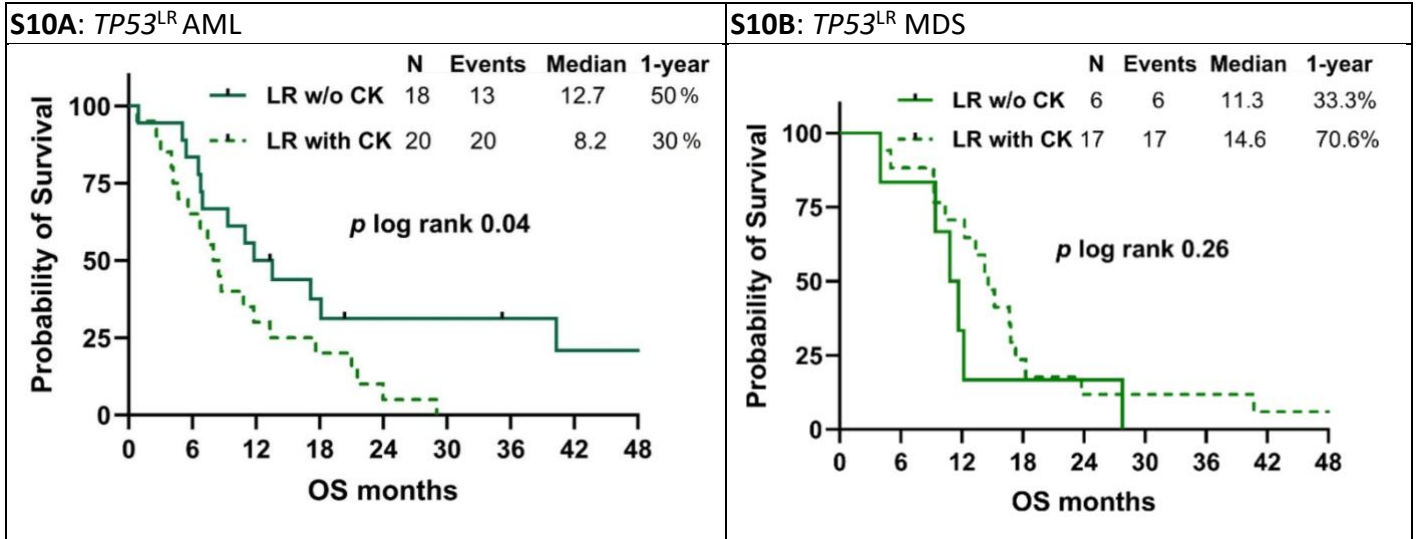 S10A: TP53LR AML
N Events Median 1-year
LR w/o CK 18 13 12.7 50%
LR with CK 20 20 8.2 30%
p log rank 0.04
Probability of Survival
100
75
50
25
0
0 6 12 18 24 30 36 42 48
OS months
S10B: TP53LR MDS
N Events Median 1-year
LR w/o CK 6 6 11.3 33.3%
LR with CK 17 17 14.6 70.6%
p log rank 0.26
Probability of Survival
100
75
50
25
0
0 6 12 18 24 30 36 42 48
OS months